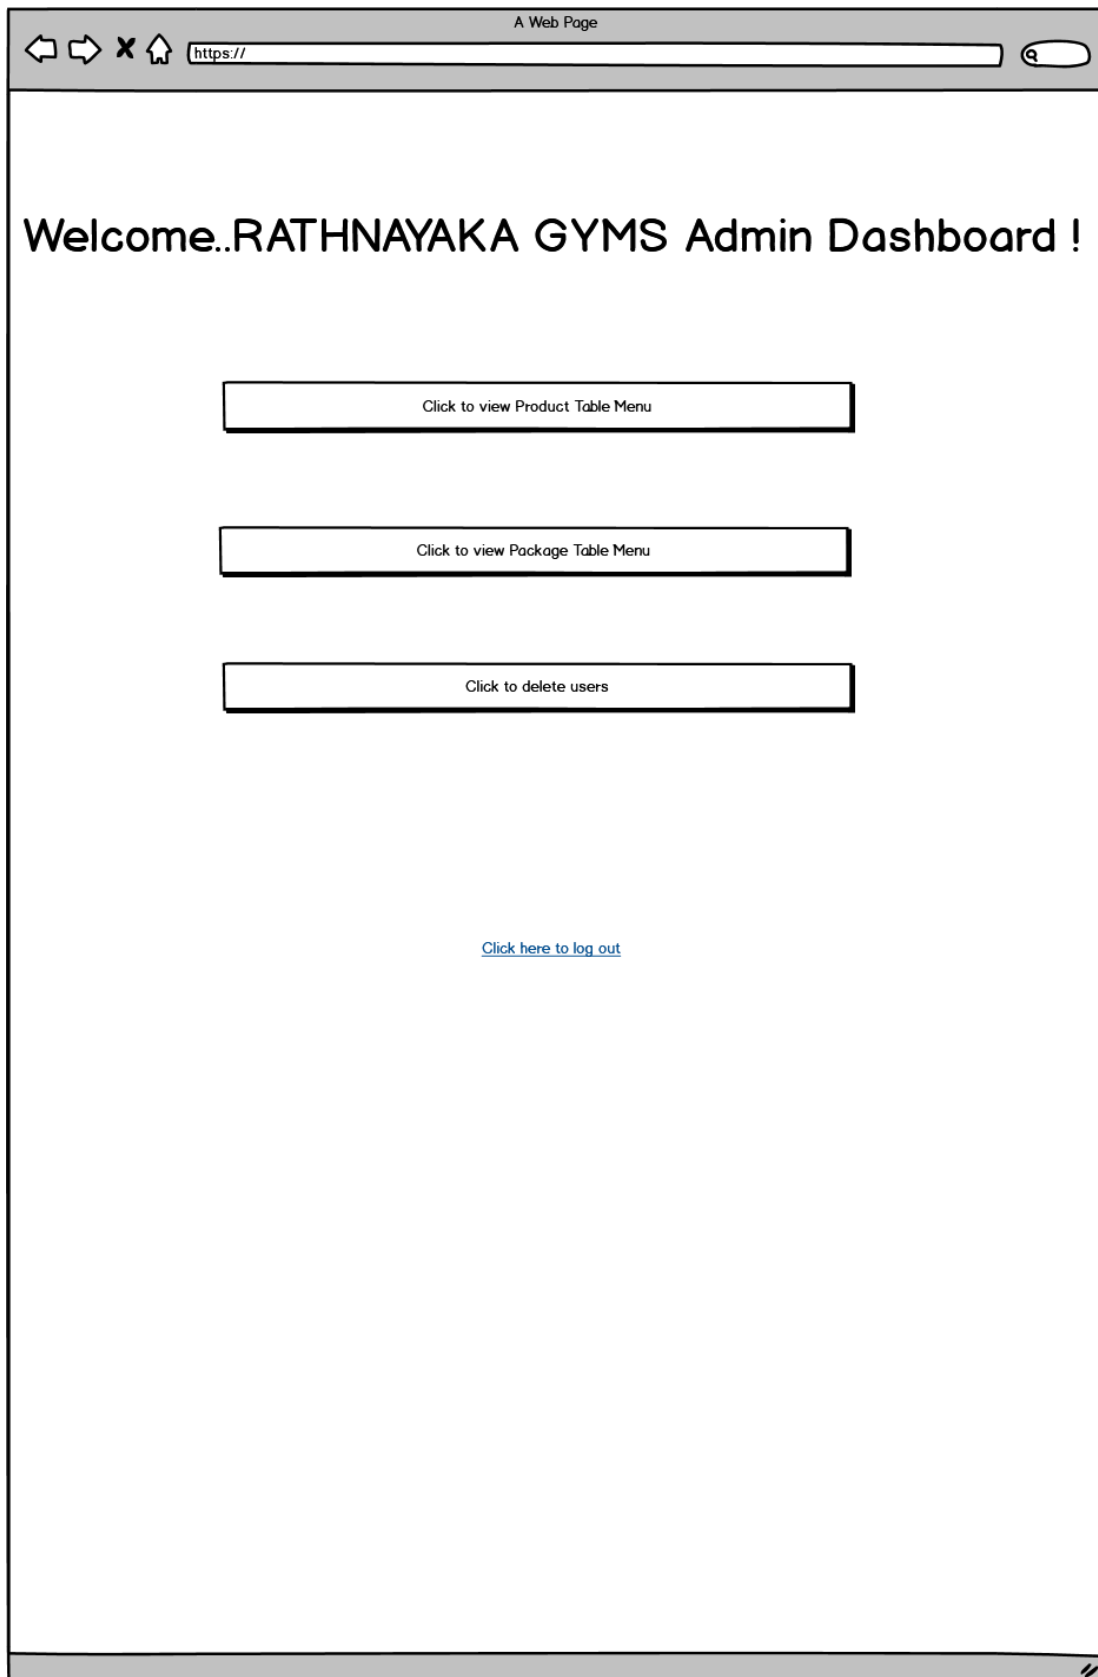 A Web Page
https://
Welcome..RATHNAYAKA GYMS Admin Dashboard !
Click to view Product Table Menu
Click to view Package Table Menu
Click to delete users
Click here to log out